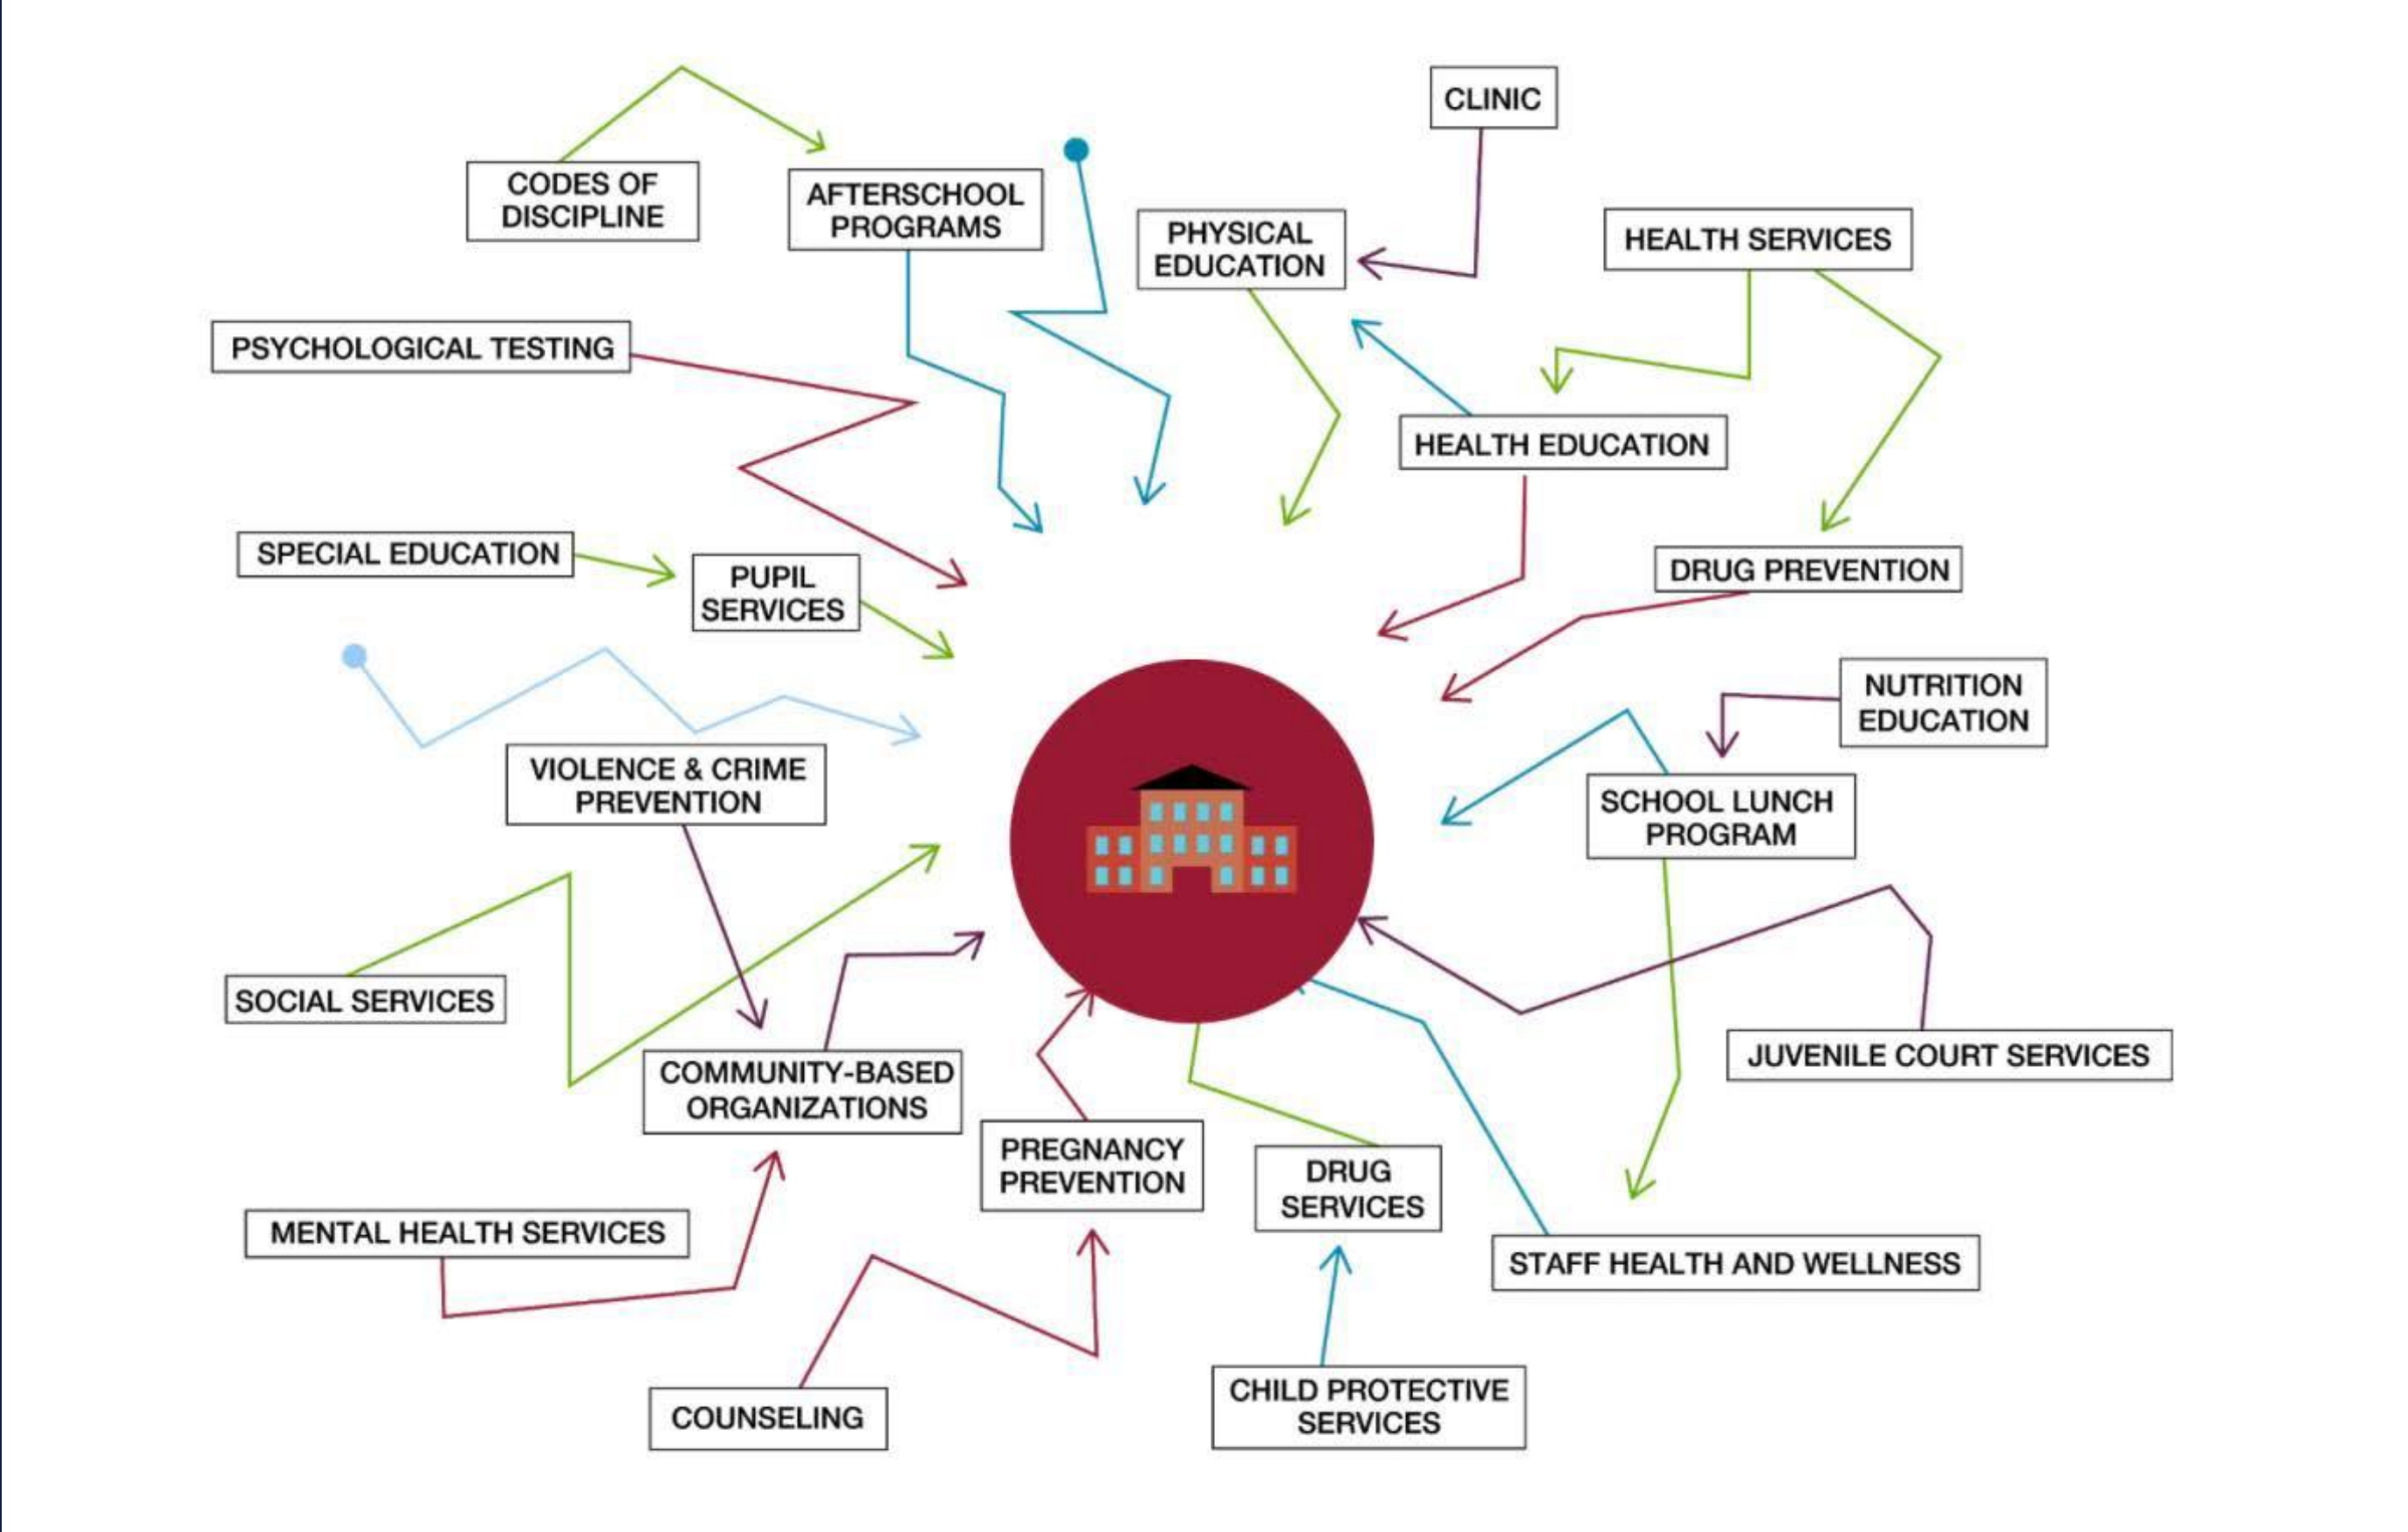 CLINIC
CODES OF
DISCIPLINE
AFTERSCHOOL
PROGRAMS
PHYSICAL
EDUCATION
HEALTH SERVICES
PSYCHOLOGICAL TESTING
HEALTH EDUCATION
SPECIAL EDUCATION
PUPIL
SERVICES
DRUG PREVENTION
NUTRITION
EDUCATION
VIOLENCE & CRIME
PREVENTION
SCHOOL LUNCH
PROGRAM
SOCIAL SERVICES
COMMUNITY-BASED
ORGANIZATIONS
JUVENILE COURT SERVICES
PREGNANCY
PREVENTION
DRUG
SERVICES
MENTAL HEALTH SERVICES
STAFF HEALTH AND WELLNESS
COUNSELING
CHILD PROTECTIVE
SERVICES